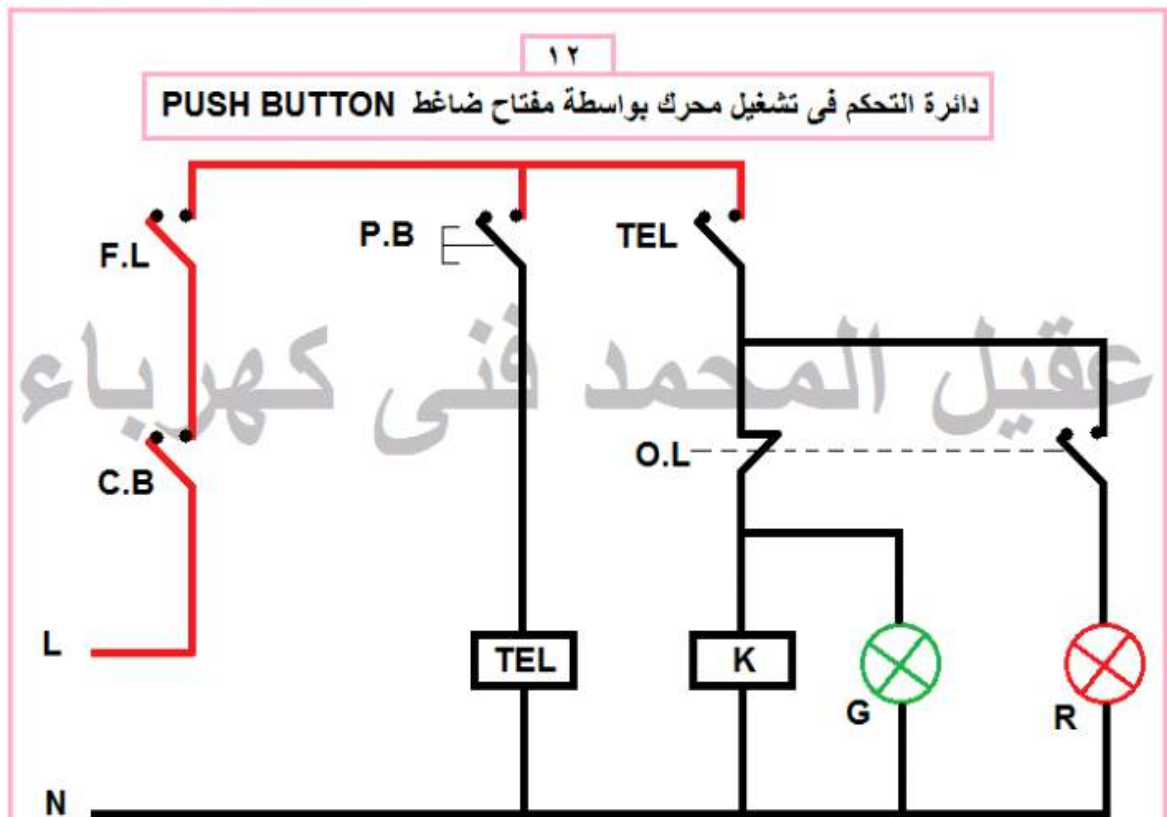 ١٢
دائرة التحكم فى تشغيل محرك بواسطة مفتاح ضاغط PUSH BUTTON
F.L
P.B
TEL
عقيل المحمد فنى كهرباء
C.B
O.L
L
TEL
K
G
R
N